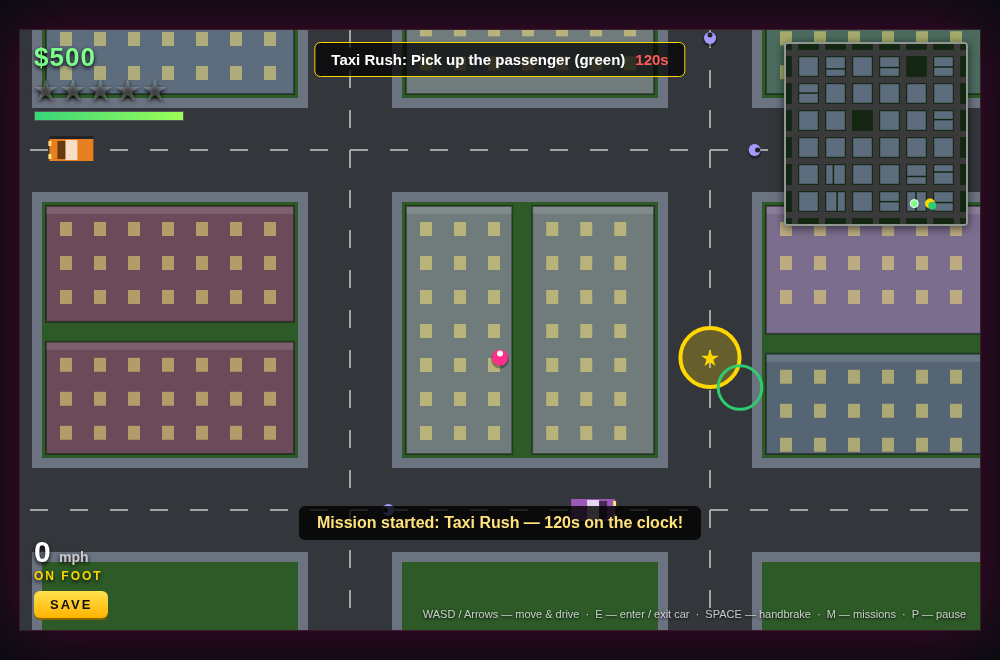 $500
Taxi Rush: Pick up the passenger (green) 120s
Mission started: Taxi Rush — 120s on the clock!
0 mph
ON FOOT
SAVE
WASD / Arrows — move & drive · E — enter / exit car · SPACE — handbrake · M — missions · P — pause